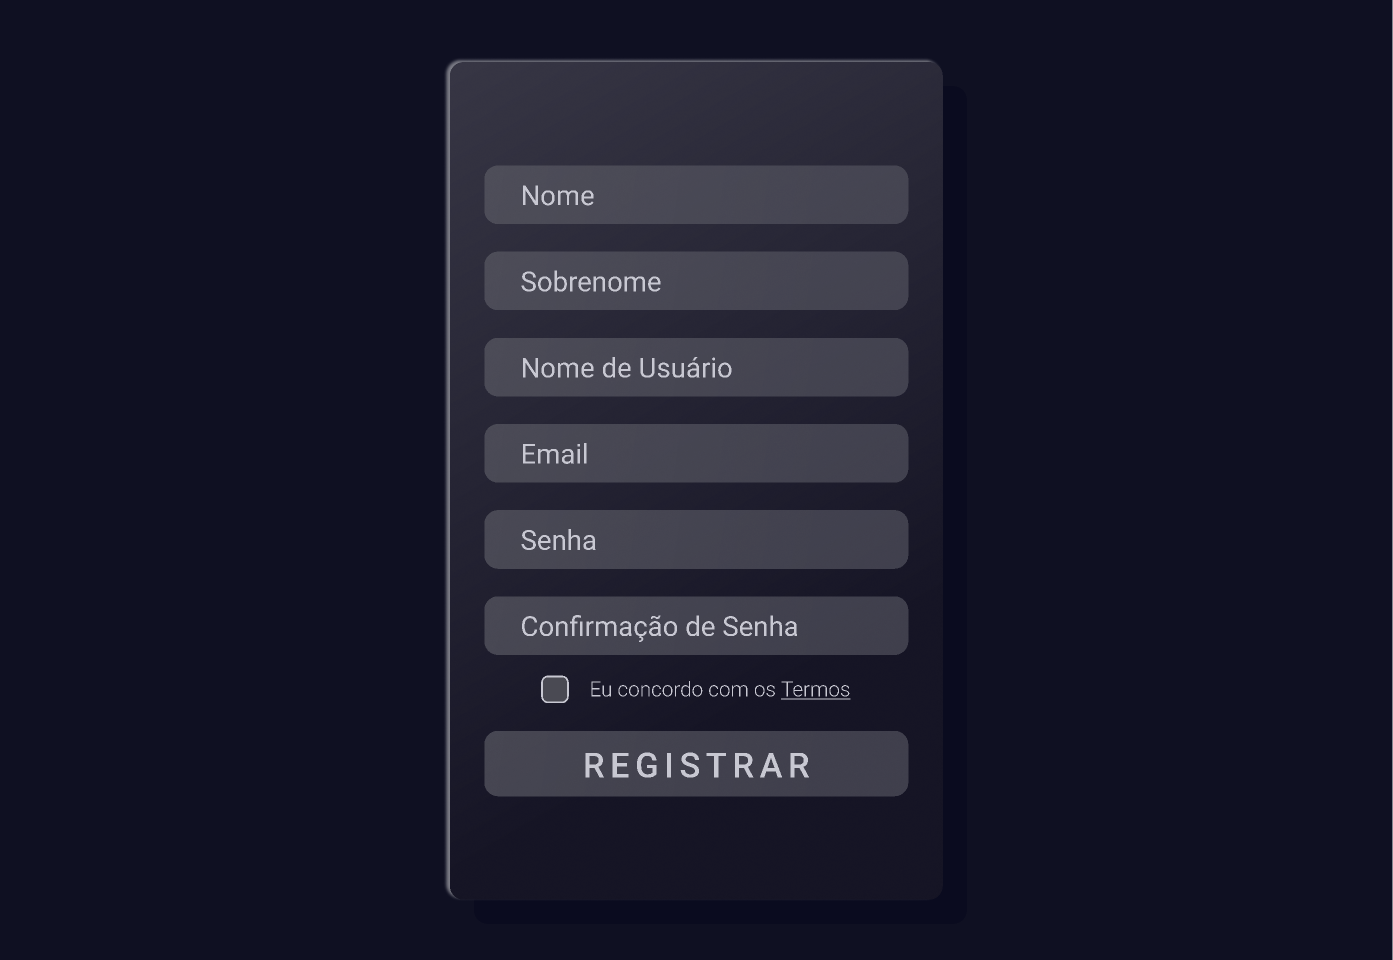 Nome
Sobrenome
Nome de Usuário
Email
Senha
Confirmação de Senha
Eu concordo com os Termos
REGISTRAR